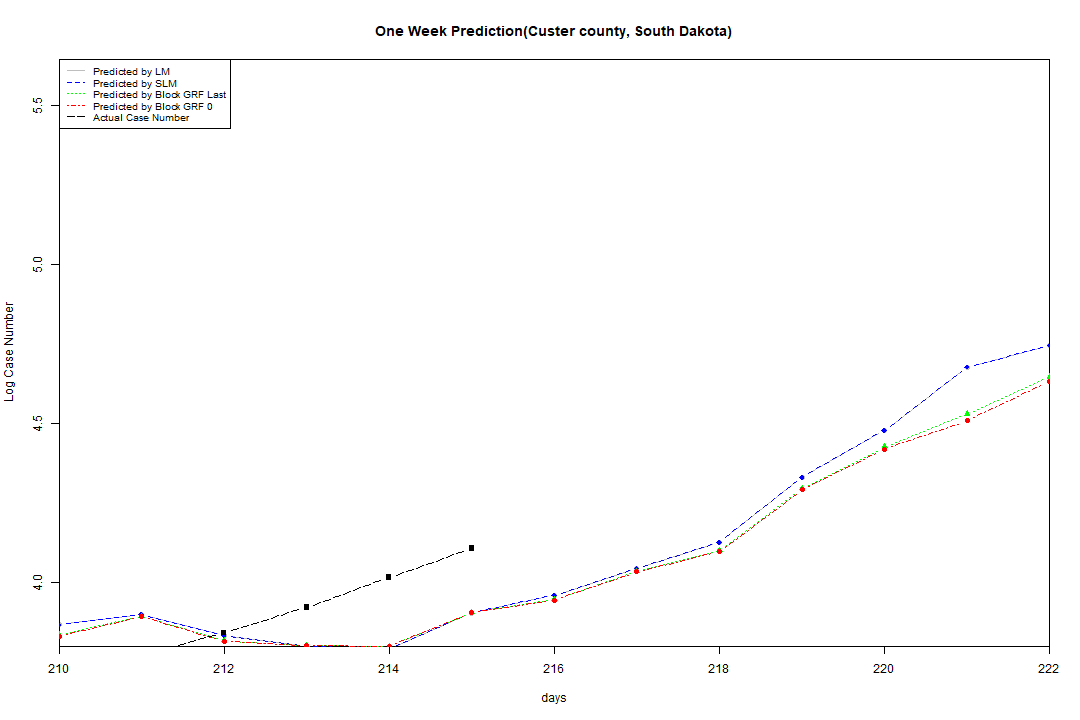 One Week Prediction(Custer county, South Dakota)
Predicted by LM
Predicted by SLM
Predicted by Block GRF Last
Predicted by Block GRF 0
Actual Case Number
5.5
5.0
4.5
4.0
Log Case Number
210 212 214 216 218 220 222
days